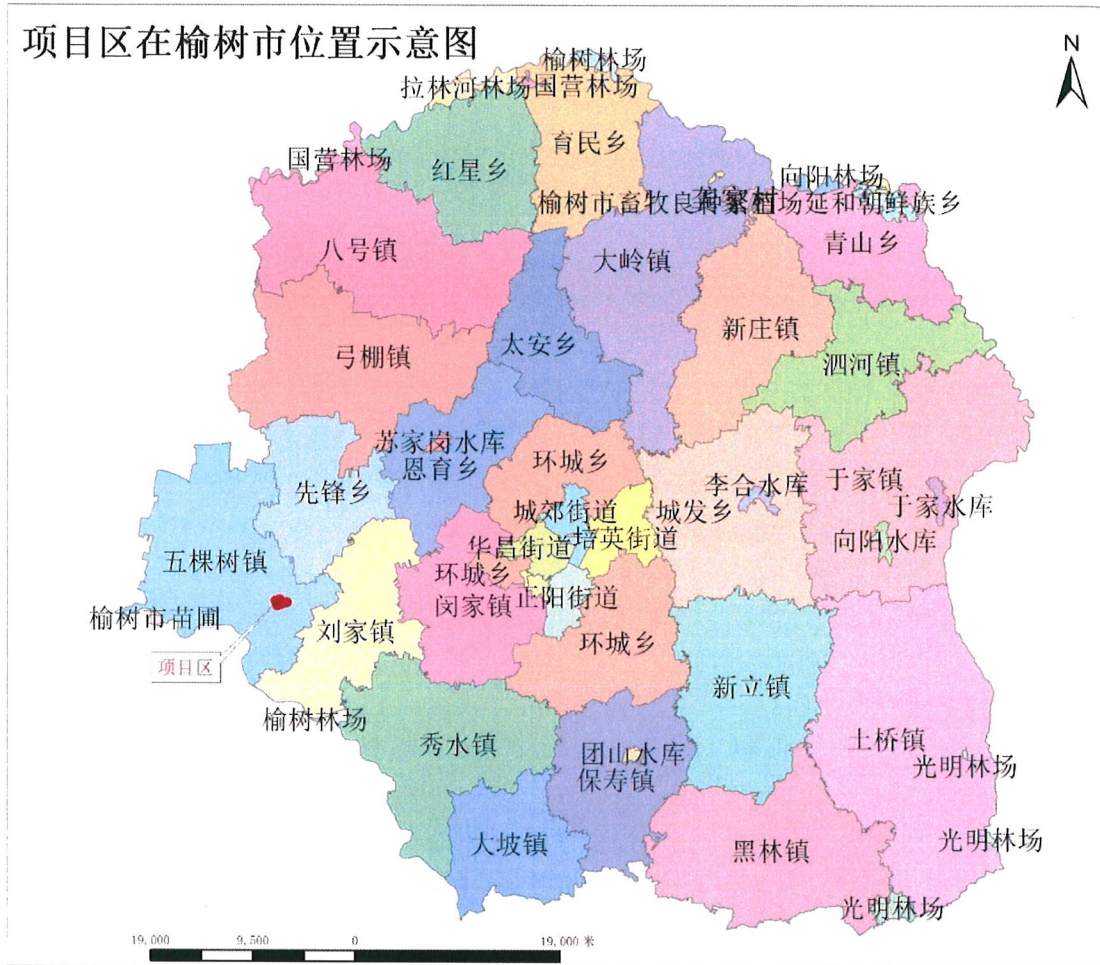 项目区在榆树市位置示意图
N
榆树林场
拉林河林场
国营林场
育民乡
红星乡
国营林场
向阳林场
榆树市畜牧良种繁
场延和朝鲜族乡
青山乡
八号镇
大岭镇
新庄镇
太安乡
弓棚镇
泗河镇
苏家岗水库
恩育乡
环城乡
先锋乡
李合水库
于家镇
城郊街道
城发乡
于家水库
华昌街道
培英街道
向阳水库
五棵树镇
环城乡
正阳街道
闵家镇
榆树市苗圃
刘家镇
环城乡
项目区
新立镇
榆树林场
秀水镇
土桥镇
团山水库
光明林场
保寿镇
大坡镇
黑林镇
光明林场
光明林场
19,000 9,500 0 19,000 米